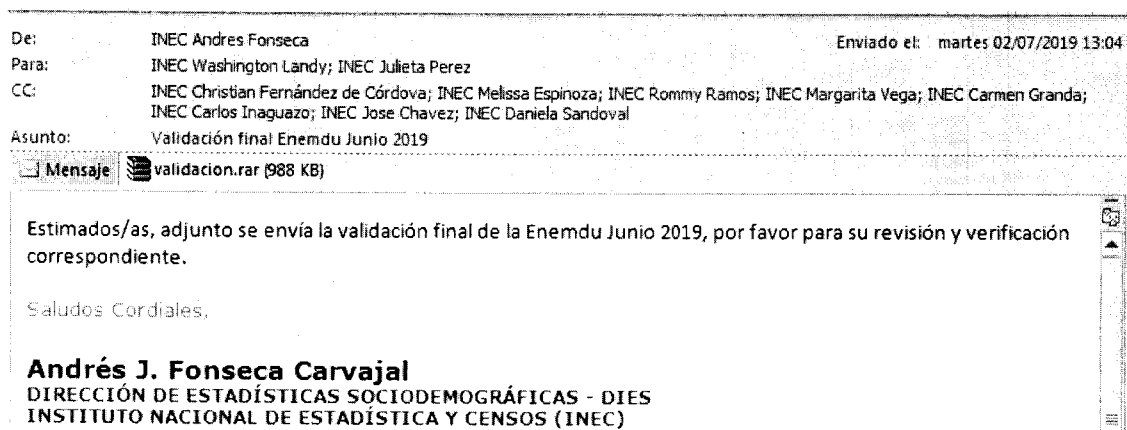 De: INEC Andres Fonseca Enviado el: martes 02/07/2019 13:04
Para: INEC Washington Landy; INEC Julieta Perez
CC: INEC Christian Fernández de Córdova; INEC Melissa Espinoza; INEC Rommy Ramos; INEC Margarita Vega; INEC Carmen Granda;
INEC Carlos Inaguazo; INEC Jose Chavez; INEC Daniela Sandoval
Asunto: Validación final Enemdu Junio 2019
Mensaje validacion.rar (988 KB)
Estimados/as, adjunto se envía la validación final de la Enemdu Junio 2019, por favor para su revisión y verificación
correspondiente.
Saludos Cordiales,
Andrés J. Fonseca Carvajal
DIRECCIÓN DE ESTADÍSTICAS SOCIODEMOGRÁFICAS - DIES
INSTITUTO NACIONAL DE ESTADÍSTICA Y CENSOS (INEC)